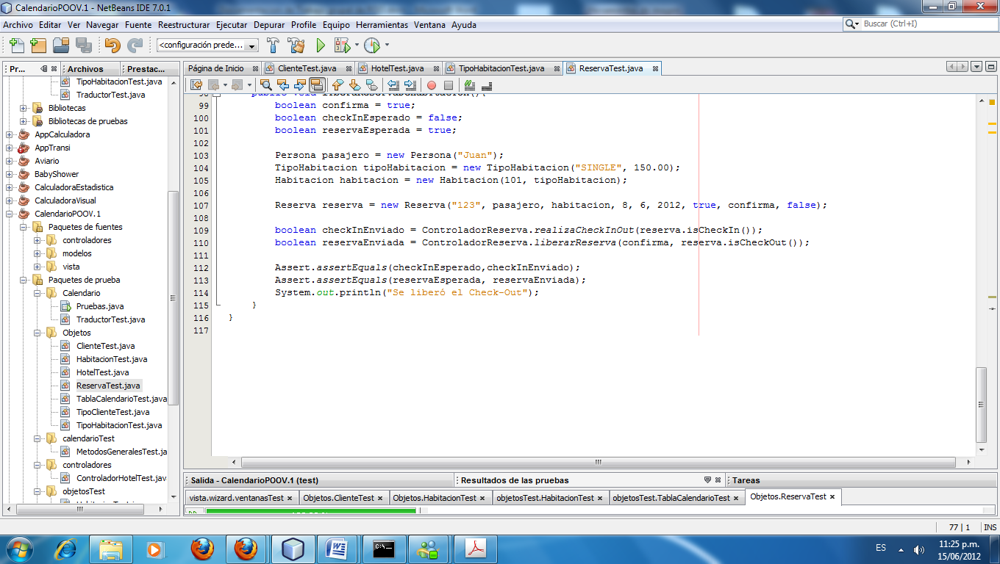 CalendarioPOOV.1 - NetBeans IDE 7.0.1
Archivo Editar Ver Navegar Fuente Reestructurar Ejecutar Depurar Profile Equipo Herramientas Ventana Ayuda
Buscar (Ctrl+I)
<configuración prede...
Pr... Archivos Prestac...
Página de Inicio ClienteTest.java HotelTest.java TipoHabitacionTest.java ReservaTest.java
TipoHabitacionTest.java
TraductorTest.java
Bibliotecas
Bibliotecas de pruebas
AppCalculadora
AppTransi
Aviario
BabyShower
CalculadoraEstadistica
CalculadoraVisual
CalendarioPOOV.1
Paquetes de fuentes
controladores
modelos
vista
Paquetes de prueba
Calendario
Pruebas.java
TraductorTest.java
Objetos
ClienteTest.java
HabitacionTest.java
HotelTest.java
ReservaTest.java
TablaCalendarioTest.java
TipoClienteTest.java
TipoHabitacionTest.java
calendarioTest
MetodosGeneralesTest.ja
controladores
ControladorHotelTest.java
objetosTest
99 boolean confirma = true;
100 boolean checkInEsperado = false;
101 boolean reservaEsperada = true;
102
103 Persona pasajero = new Persona("Juan");
104 TipoHabitacion tipoHabitacion = new TipoHabitacion("SINGLE", 150.00);
105 Habitacion habitacion = new Habitacion(101, tipoHabitacion);
106
107 Reserva reserva = new Reserva("123", pasajero, habitacion, 8, 6, 2012, true, confirma, false);
108
109 boolean checkInEnviado = ControladorReserva.realizaCheckInOut(reserva.isCheckIn());
110 boolean reservaEnviada = ControladorReserva.liberarReserva(confirma, reserva.isCheckOut());
111
112 Assert.assertEquals(checkInEsperado,checkInEnviado);
113 Assert.assertEquals(reservaEsperada, reservaEnviada);
114 System.out.println("Se liberó el Check-Out");
115 }
116 }
117
Salida - CalendarioPOOV.1 (test) Resultados de las pruebas Tareas
vista.wizard.ventanasTest Objetos.ClienteTest Objetos.HabitacionTest objetosTest.HabitacionTest objetosTest.TablaCalendarioTest Objetos.ReservaTest
77 | 1 INS
ES
11:25 p.m.
15/06/2012